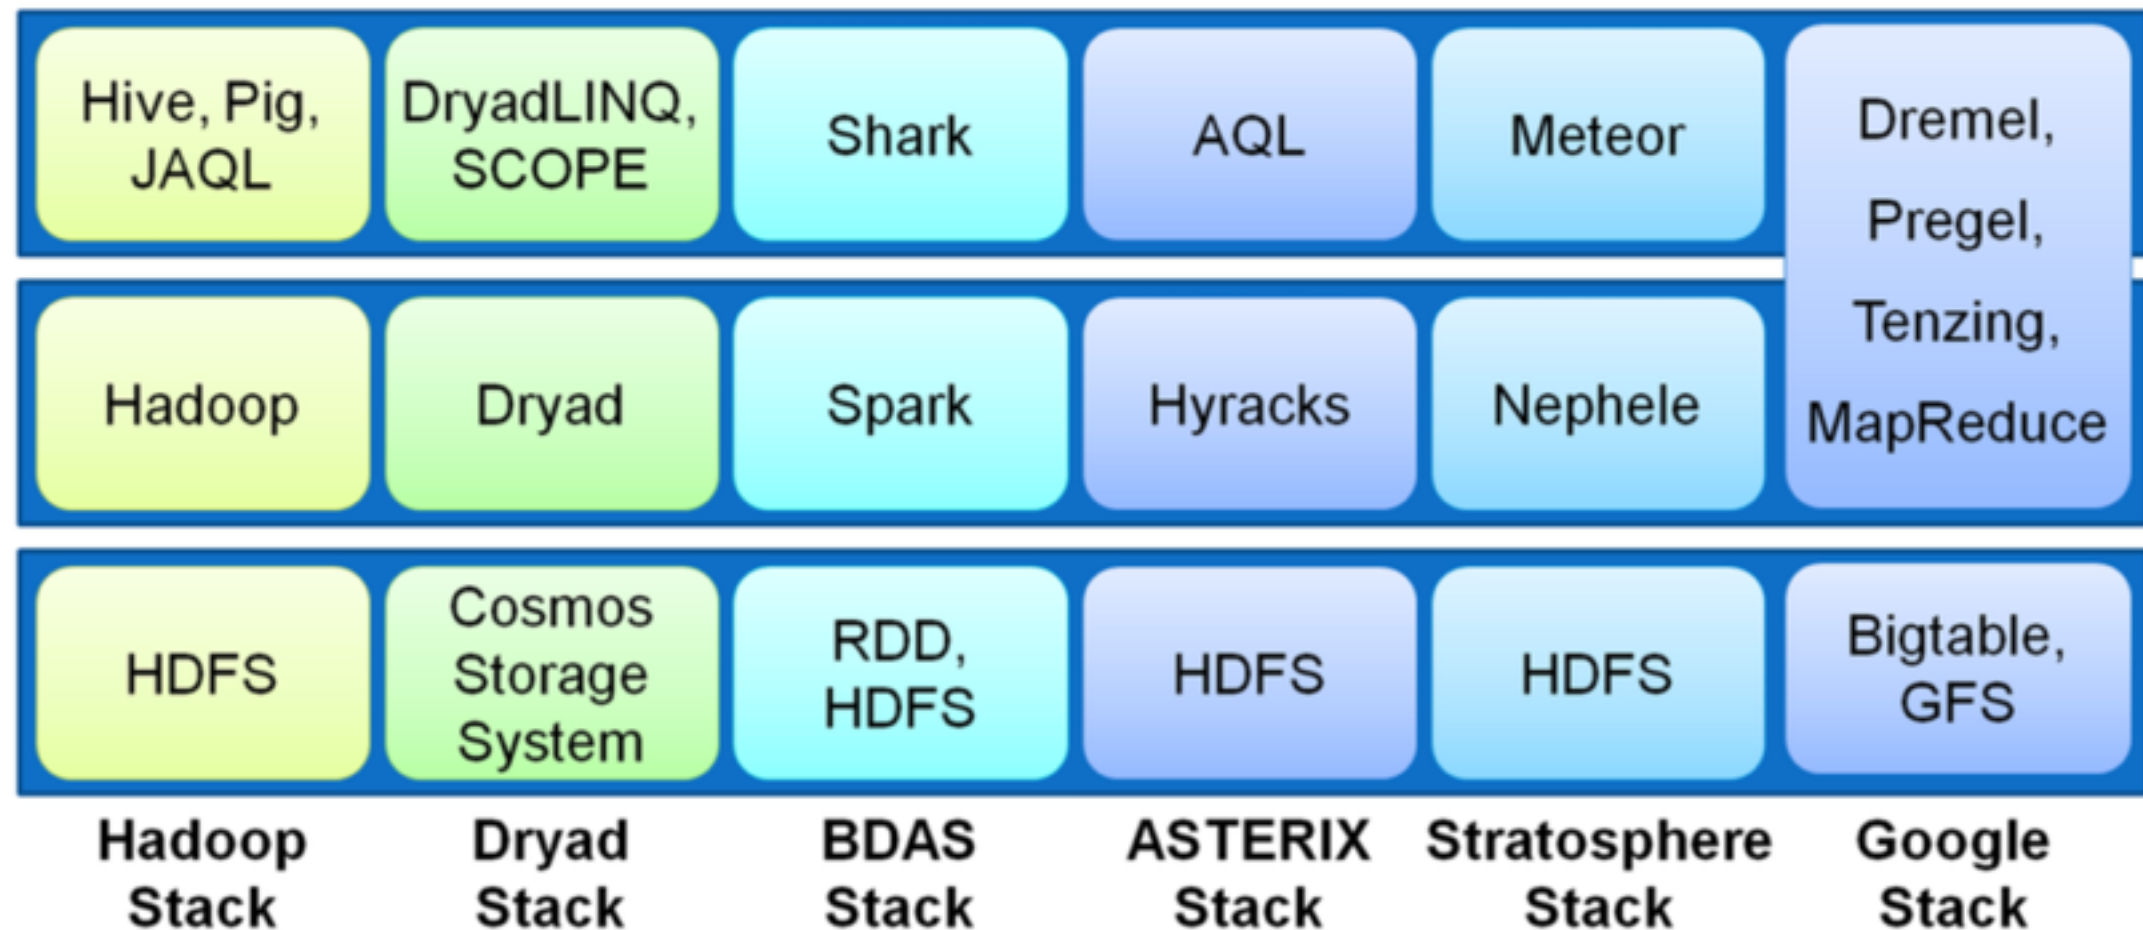 Hive, Pig,
JAQL
DryadLINQ,
SCOPE
Shark
AQL
Meteor
Dremel,
Pregel,
Tenzing,
MapReduce
Hadoop
Dryad
Spark
Hyracks
Nephele
HDFS
Cosmos
Storage
System
RDD,
HDFS
HDFS
HDFS
Bigtable,
GFS
Hadoop
Stack
Dryad
Stack
BDAS
Stack
ASTERIX
Stack
Stratosphere
Stack
Google
Stack